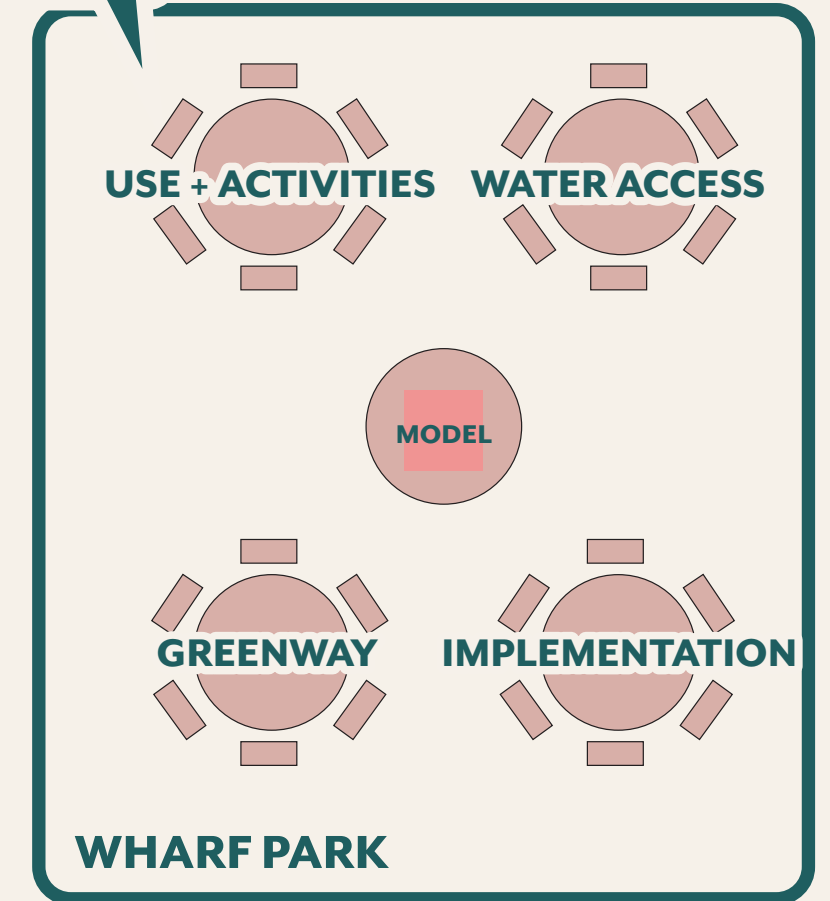 USE + ACTIVITIES
WATER ACCESS
MODEL
GREENWAY
IMPLEMENTATION
WHARF PARK